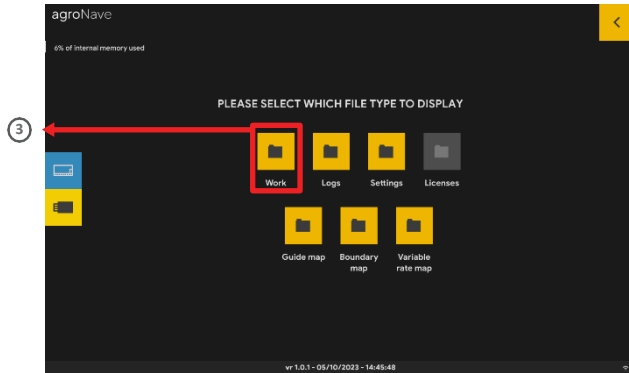 agroNave
6% of internal memory used
PLEASE SELECT WHICH FILE TYPE TO DISPLAY
3
Work
Logs
Settings
Licenses
Guide map
Boundary
map
Variable
rate map
vr 1.0.1 - 05/10/2023 - 14:45:48